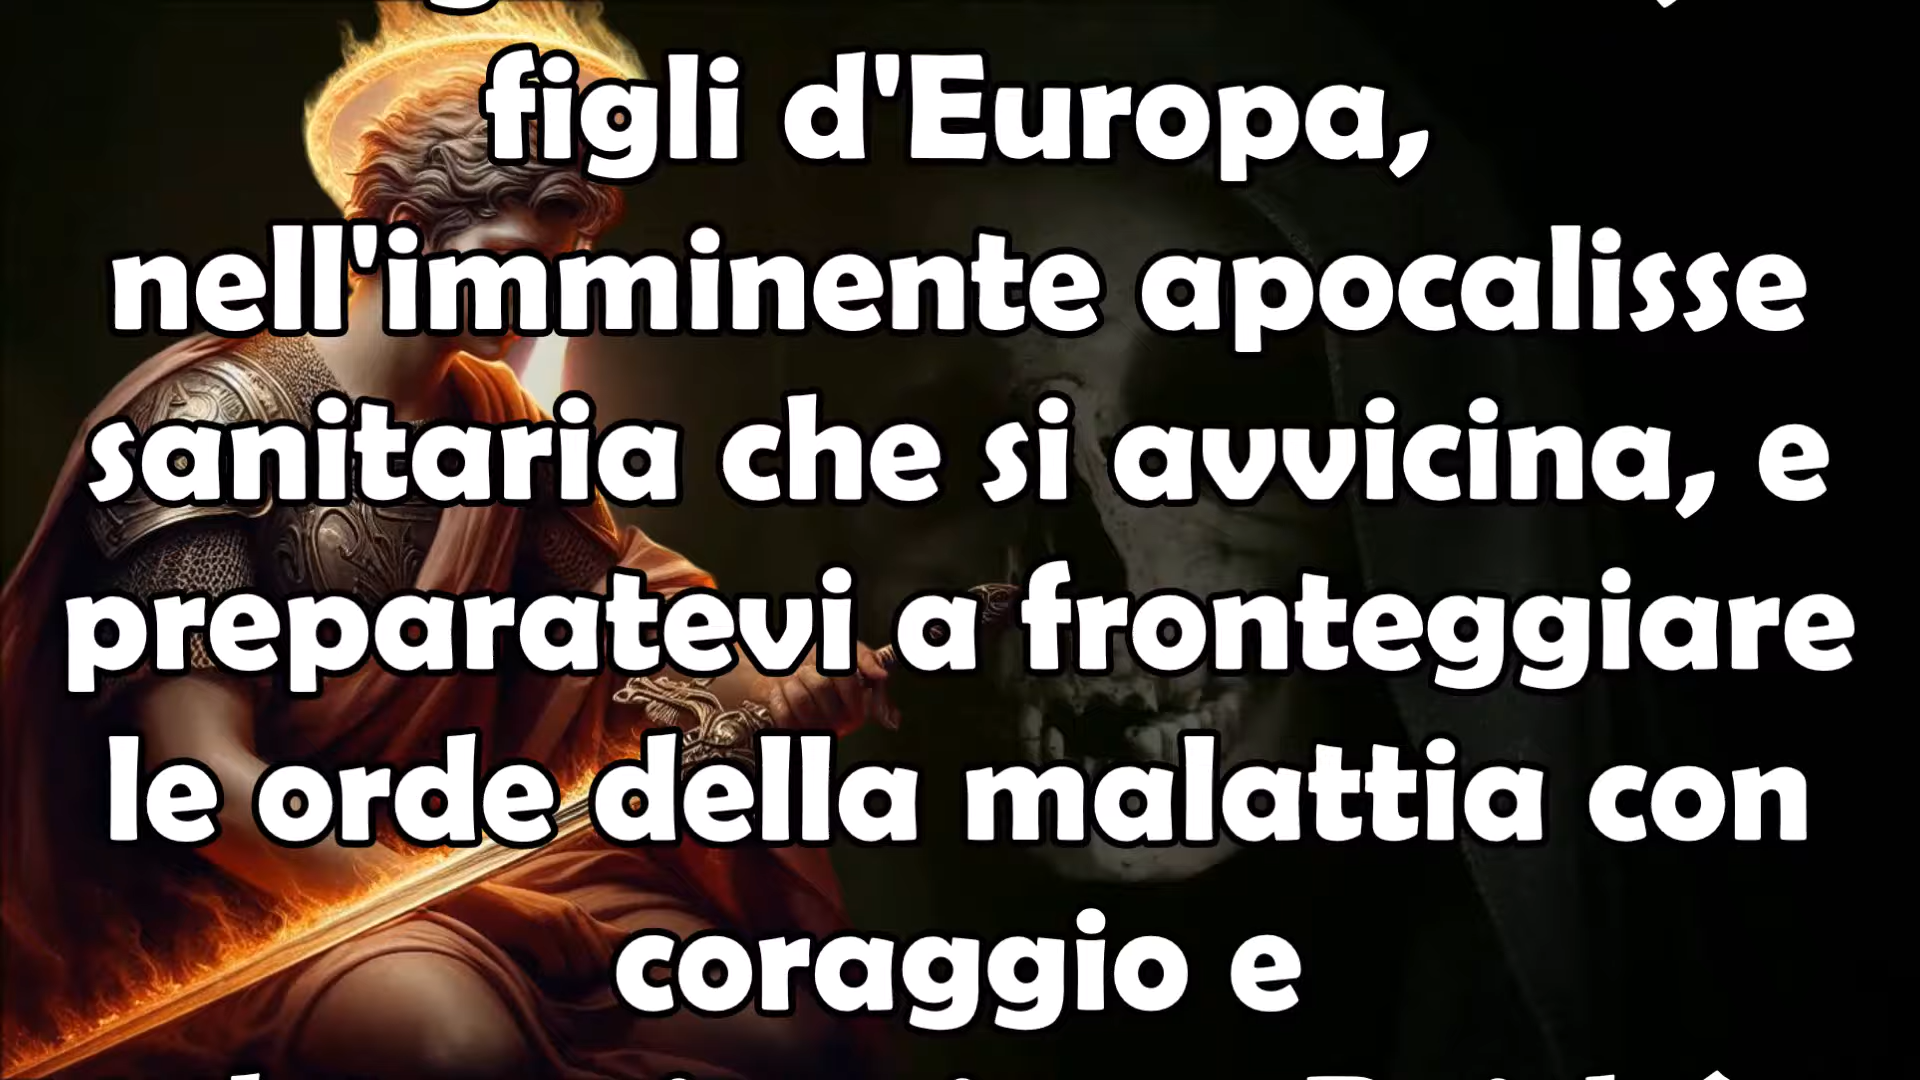 figli d'Europa,
nell'imminente apocalisse
sanitaria che si avvicina, e
preparatevi a fronteggiare
le orde della malattia con
coraggio e